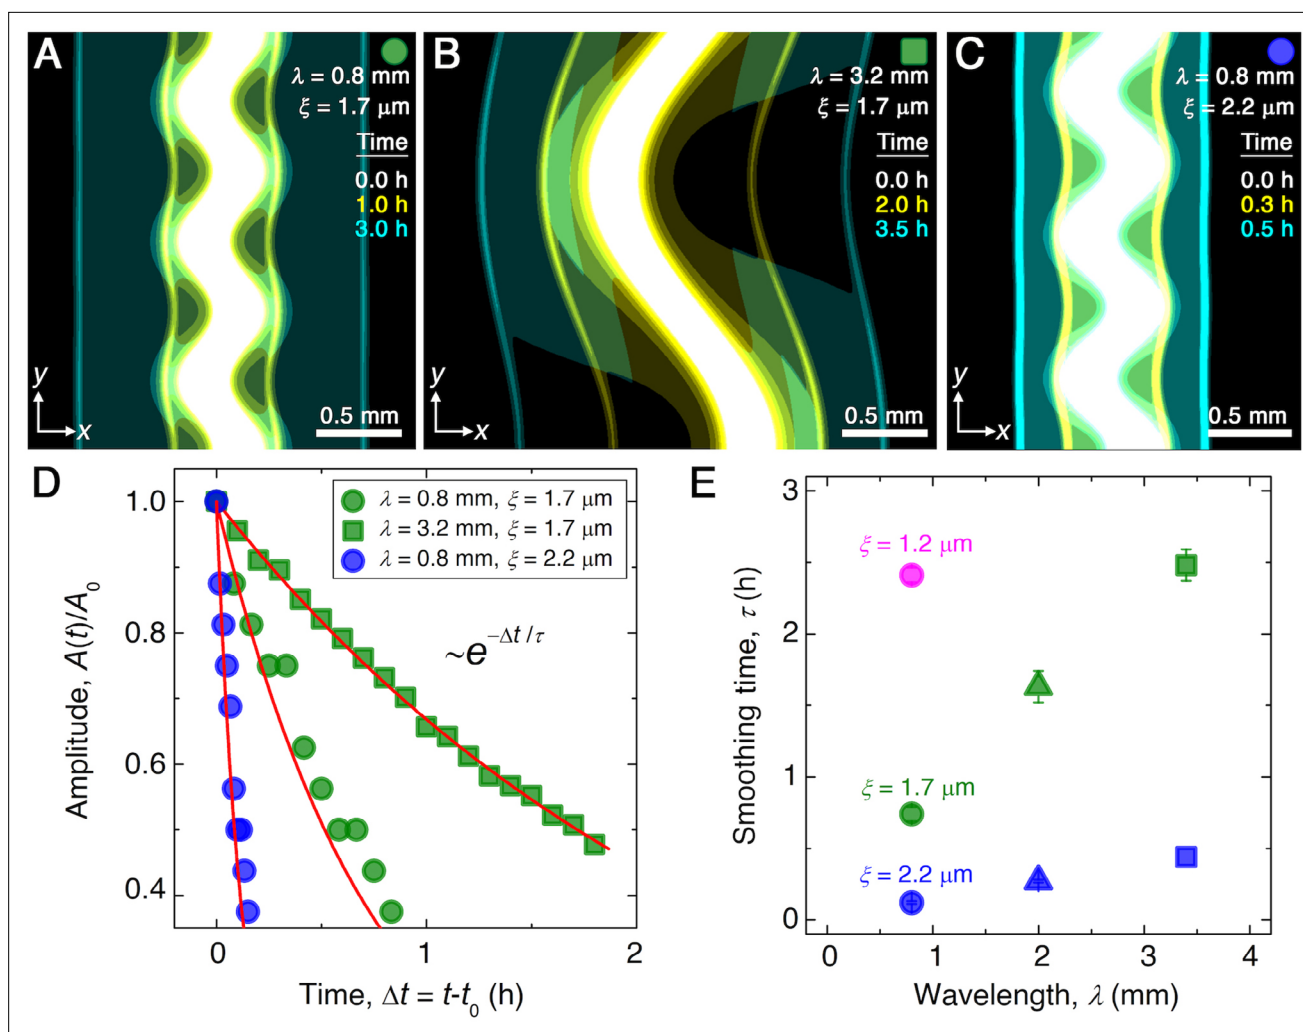 A
λ = 0.8 mm
ξ = 1.7 μm
Time
0.0 h
1.0 h
3.0 h
y
x
0.5 mm
B
λ = 3.2 mm
ξ = 1.7 μm
Time
0.0 h
2.0 h
3.5 h
y
x
0.5 mm
C
λ = 0.8 mm
ξ = 2.2 μm
Time
0.0 h
0.3 h
0.5 h
y
x
0.5 mm
D
λ = 0.8 mm, ξ = 1.7 μm
λ = 3.2 mm, ξ = 1.7 μm
λ = 0.8 mm, ξ = 2.2 μm
~e^{-Δt/τ}
1.0
0.8
0.6
0.4
Amplitude, A(t)/A₀
0
1
2
Time, Δt = t-t₀ (h)
E
3
2
1
0
Smoothing time, τ (h)
ξ = 1.2 μm
ξ = 1.7 μm
ξ = 2.2 μm
0
1
2
3
4
Wavelength, λ (mm)